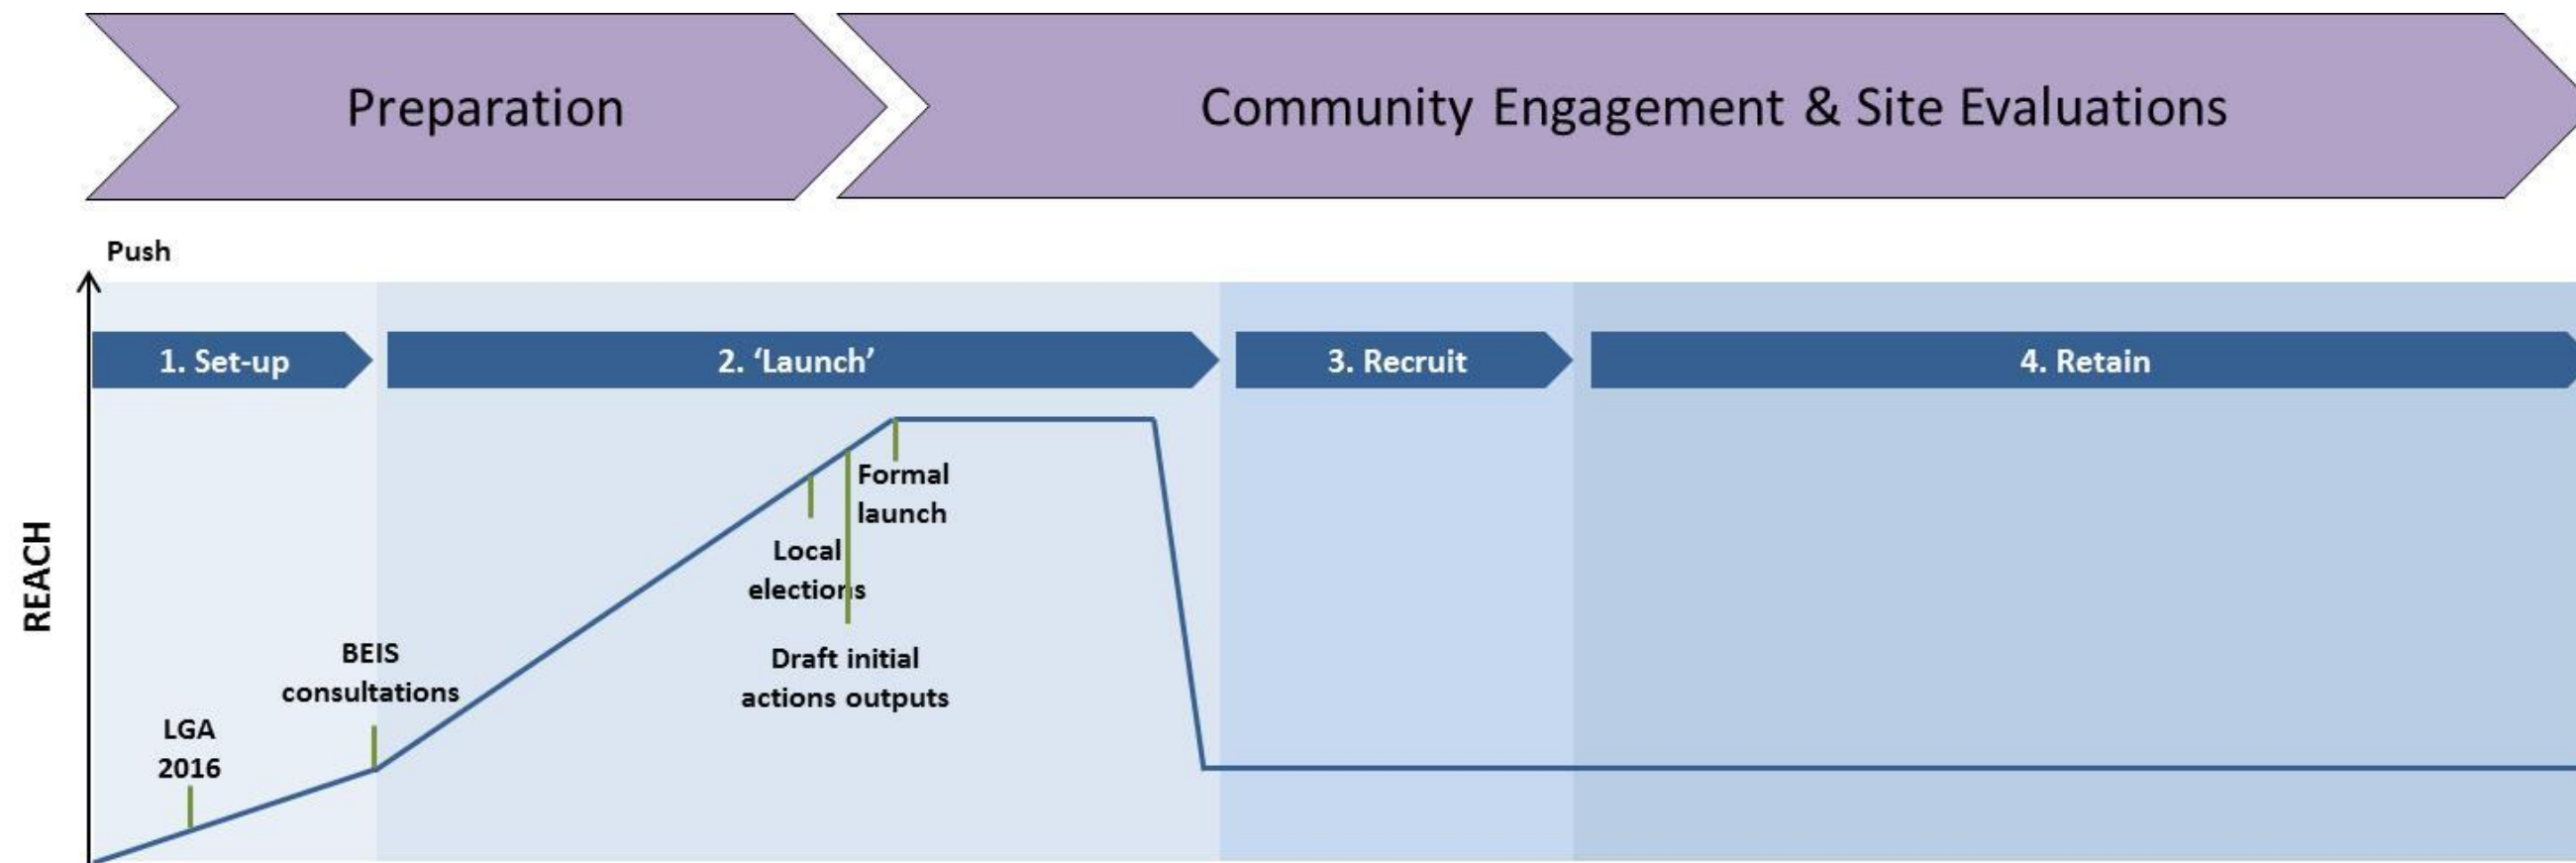 Preparation
Community Engagement & Site Evaluations
Push
1. Set-up
2. ‘Launch’
3. Recruit
4. Retain
REACH
Formal
launch
Local
elections
BEIS
consultations
Draft initial
actions outputs
LGA
2016